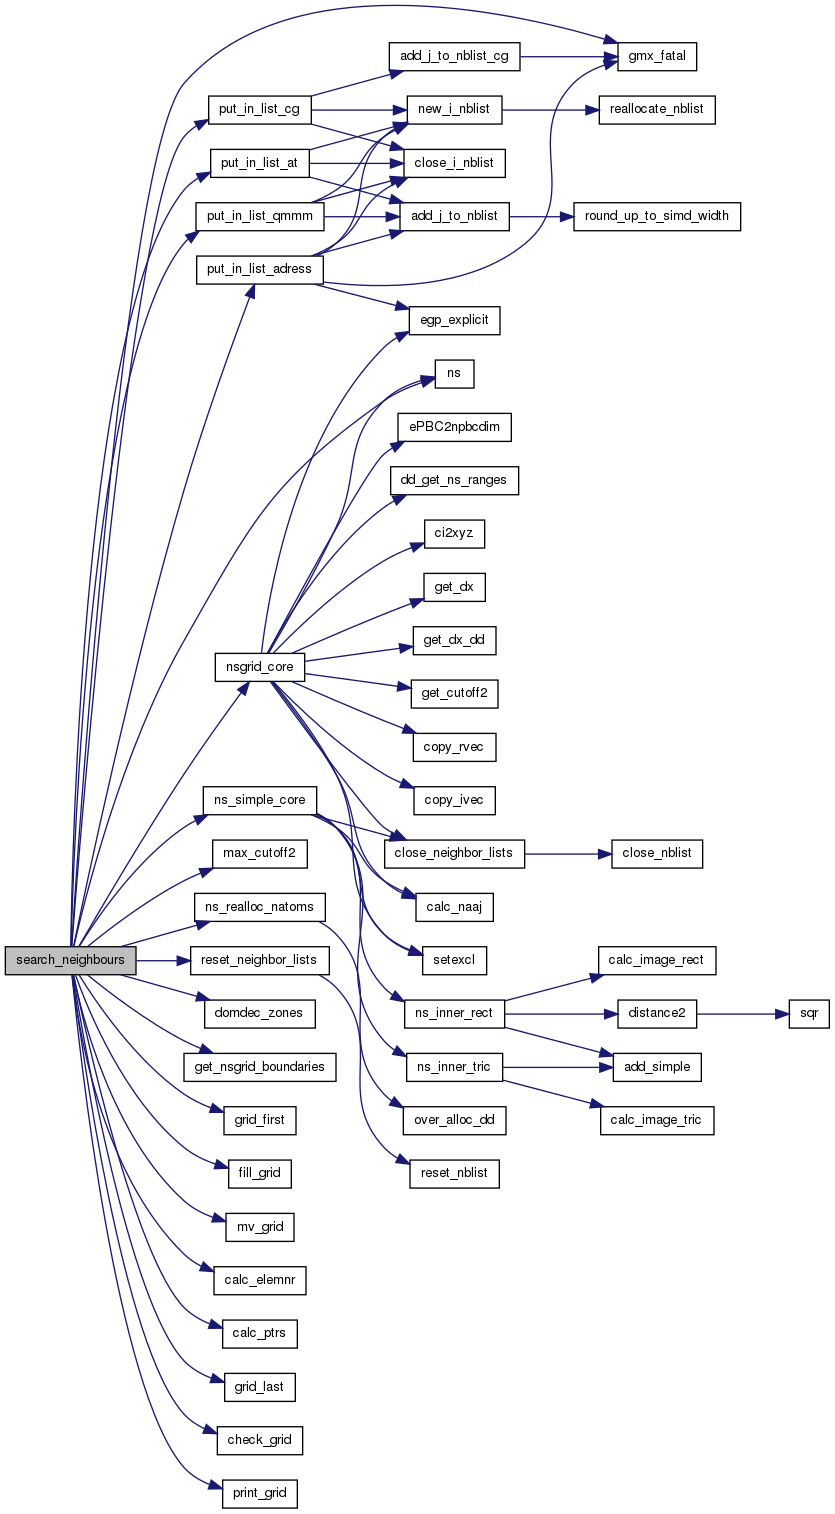 add_j_to_nblist_cg
gmx_fatal
put_in_list_cg
new_i_nblist
reallocate_nblist
put_in_list_at
close_i_nblist
put_in_list_qmmm
add_j_to_nblist
round_up_to_simd_width
put_in_list_adress
egp_explicit
ns
ePBC2npbcdim
dd_get_ns_ranges
ci2xyz
get_dx
get_dx_dd
nsgrid_core
get_cutoff2
copy_rvec
copy_ivec
ns_simple_core
max_cutoff2
close_neighbor_lists
close_nblist
ns_realloc_natoms
calc_naaj
search_neighbours
reset_neighbor_lists
setexcl
calc_image_rect
domdec_zones
ns_inner_rect
distance2
sqr
get_nsgrid_boundaries
ns_inner_tric
add_simple
grid_first
over_alloc_dd
calc_image_tric
fill_grid
reset_nblist
mv_grid
calc_elemnr
calc_ptrs
grid_last
check_grid
print_grid